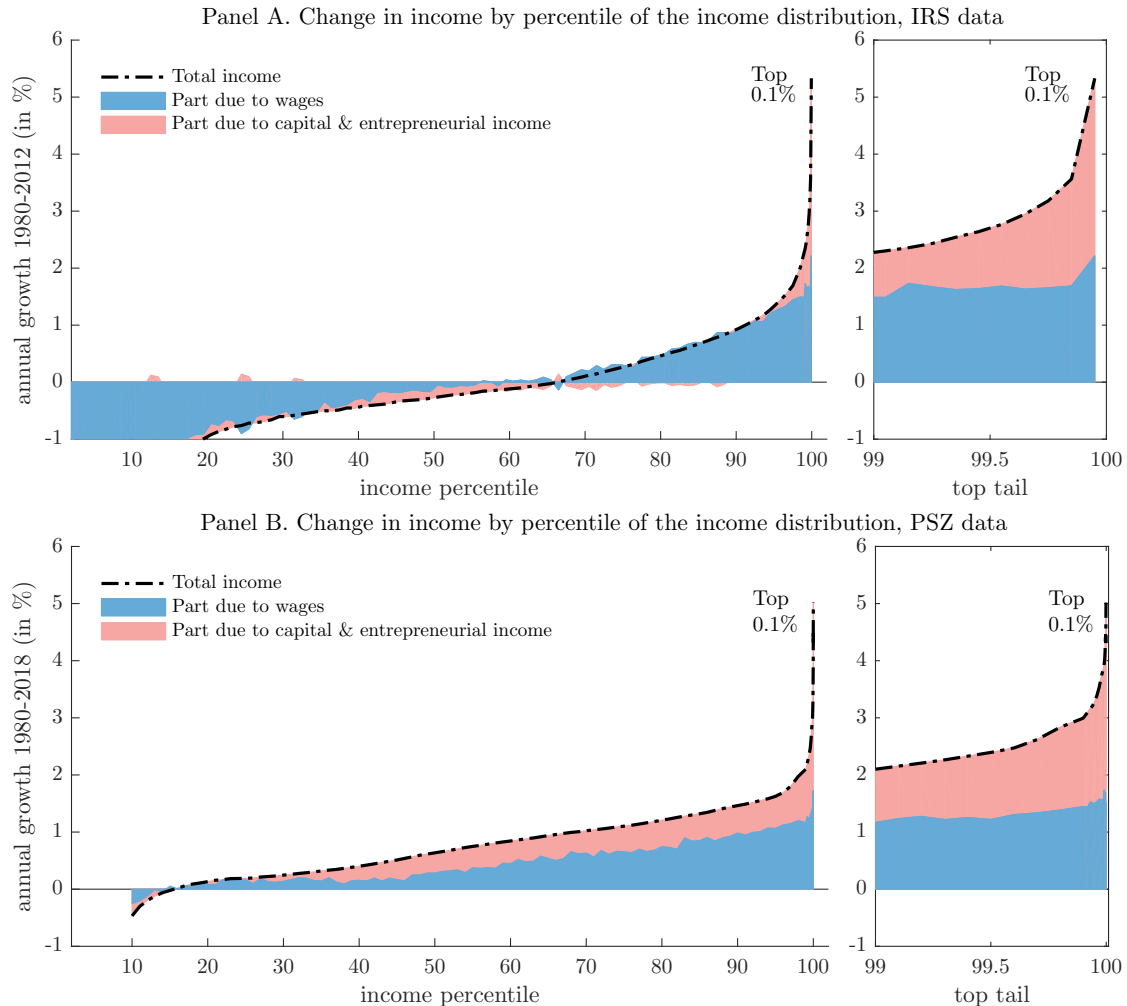 Panel A. Change in income by percentile of the income distribution, IRS data
annual growth 1980-2012 (in %)
6
5
4
3
2
1
0
-1
Total income
Part due to wages
Part due to capital & entrepreneurial income
Top
0.1%
10 20 30 40 50 60 70 80 90 100
income percentile
6
5
4
3
2
1
0
-1
Top
0.1%
99 99.5 100
top tail
Panel B. Change in income by percentile of the income distribution, PSZ data
annual growth 1980-2018 (in %)
6
5
4
3
2
1
0
-1
Total income
Part due to wages
Part due to capital & entrepreneurial income
Top
0.1%
10 20 30 40 50 60 70 80 90 100
income percentile
6
5
4
3
2
1
0
-1
Top
0.1%
99 99.5 100
top tail